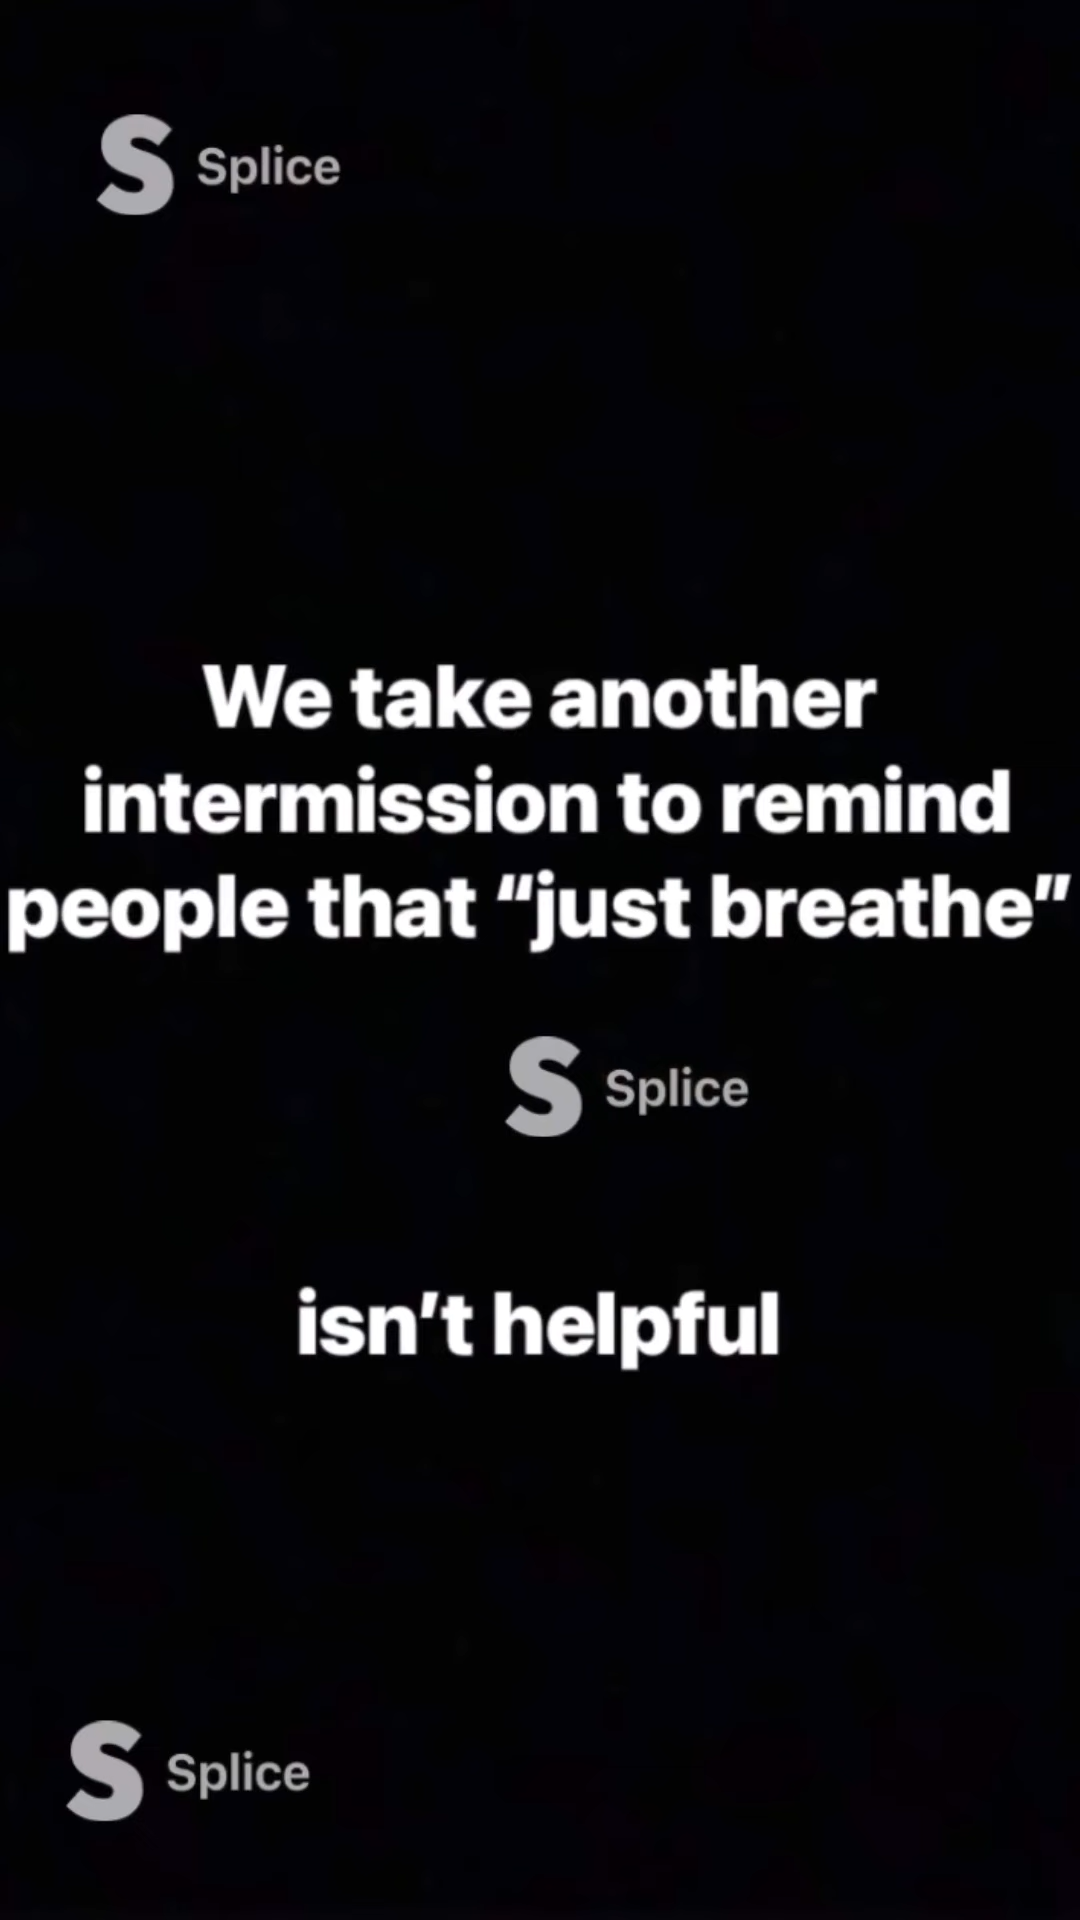 S Splice
We take another
intermission to remind
people that “just breathe”
S Splice
isn’t helpful
S Splice